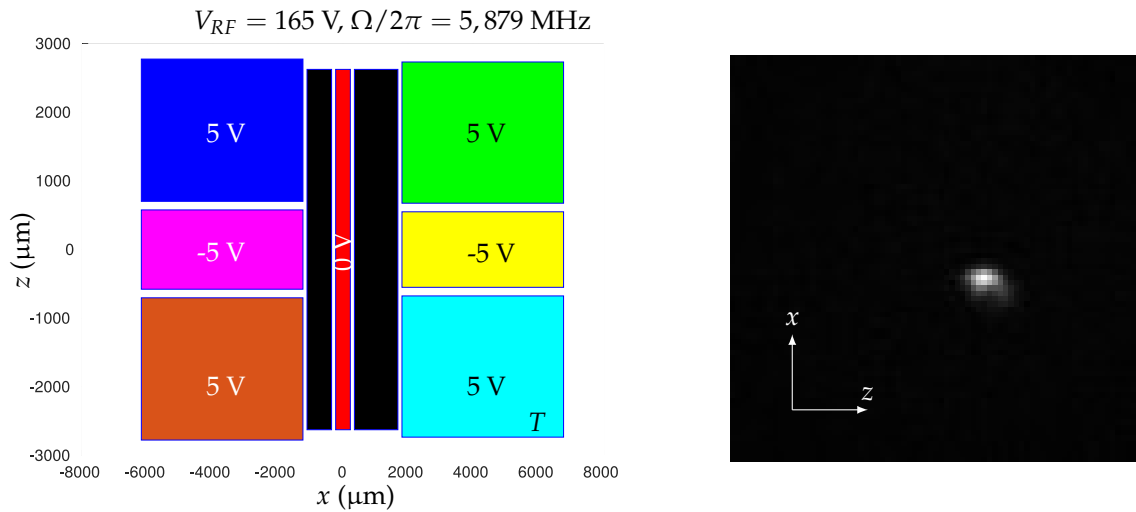 V_RF = 165 V, Ω/2π = 5,879 MHz
3000
2000
1000
0
-1000
-2000
-3000
z (μm)
5 V
5 V
-5 V
0 V
-5 V
5 V
5 V
T
-8000 -6000 -4000 -2000 0 2000 4000 6000 8000
x (μm)
x
z